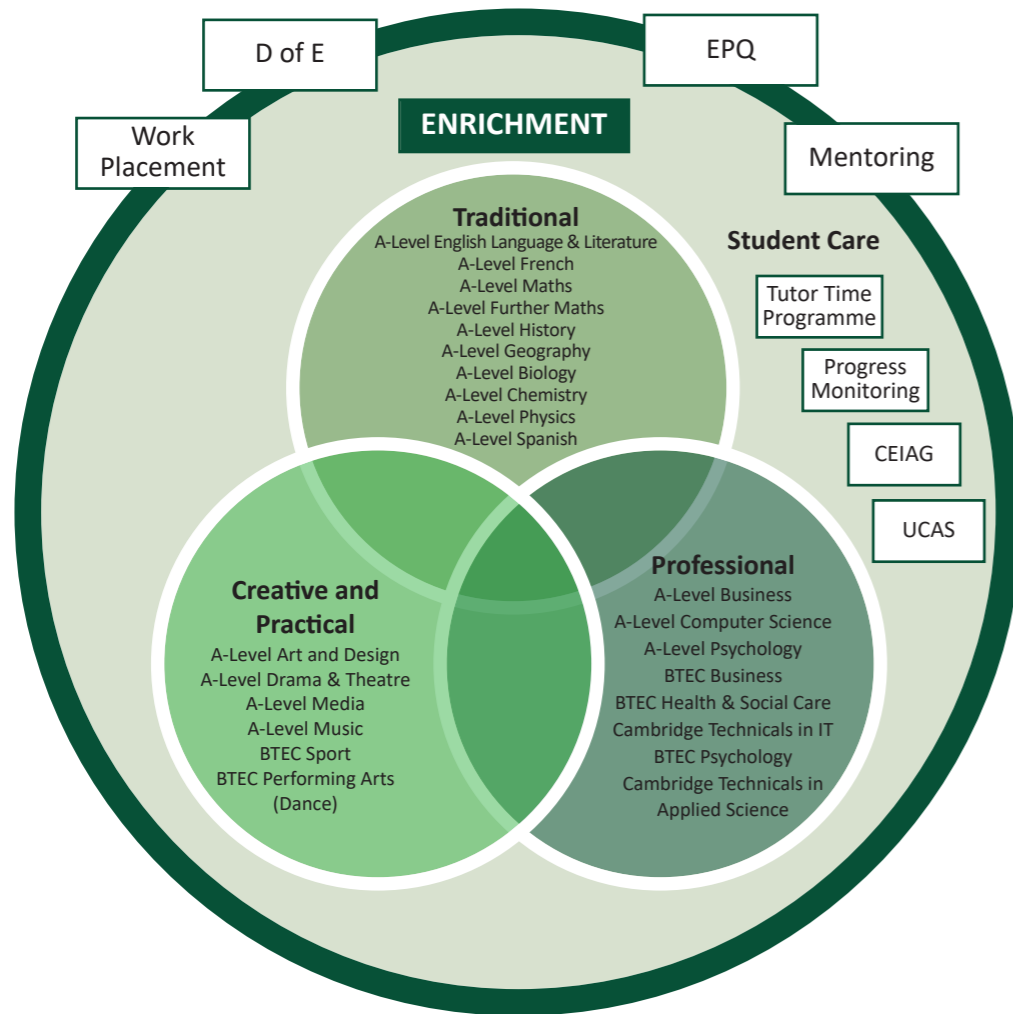 D of E
EPQ
Work
Placement
ENRICHMENT
Mentoring
Traditional
A-Level English Language & Literature
A-Level French
A-Level Maths
A-Level Further Maths
A-Level History
A-Level Geography
A-Level Biology
A-Level Chemistry
A-Level Physics
A-Level Spanish
Student Care
Tutor Time
Programme
Progress
Monitoring
CEIAG
UCAS
Creative and
Practical
A-Level Art and Design
A-Level Drama & Theatre
A-Level Media
A-Level Music
BTEC Sport
BTEC Performing Arts
(Dance)
Professional
A-Level Business
A-Level Computer Science
A-Level Psychology
BTEC Business
BTEC Health & Social Care
Cambridge Technicals in IT
BTEC Psychology
Cambridge Technicals in
Applied Science